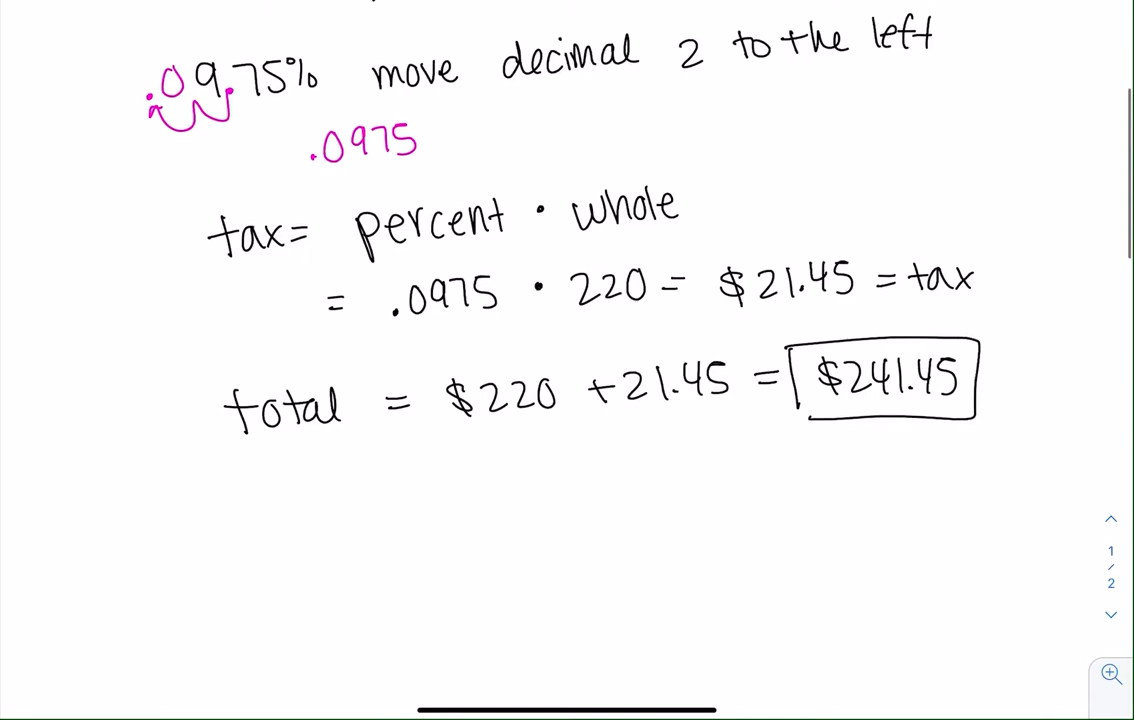 .09.75% move decimal 2 to the left
.0975
tax = percent · whole
= .0975 · 220 = $21.45 = tax
total = $220 + 21.45 = $241.45
1
/
2